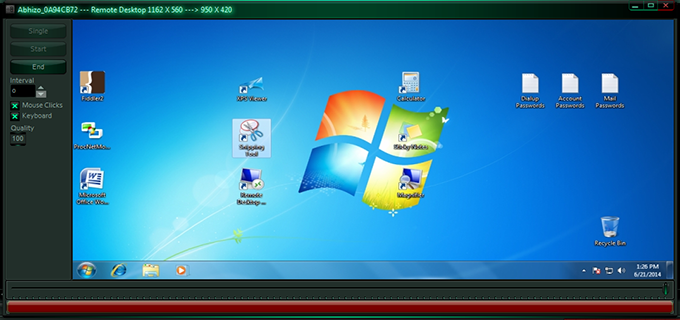 Abhizo_0A94CB72 --- Remote Desktop 1162 X 560 ---> 950 X 420
Single
Start
End
Interval
0
Mouse Clicks
Keyboard
Quality
100
Fiddler2
XPS Viewer
Calculator
Dialup
Passwords
Account
Passwords
Mail
Passwords
ProcNetMo...
Snipping
Tool
Sticky Notes
Microsoft
Office Wo...
Remote
Desktop ...
Magnifier
Recycle Bin
1:26 PM
6/21/2014